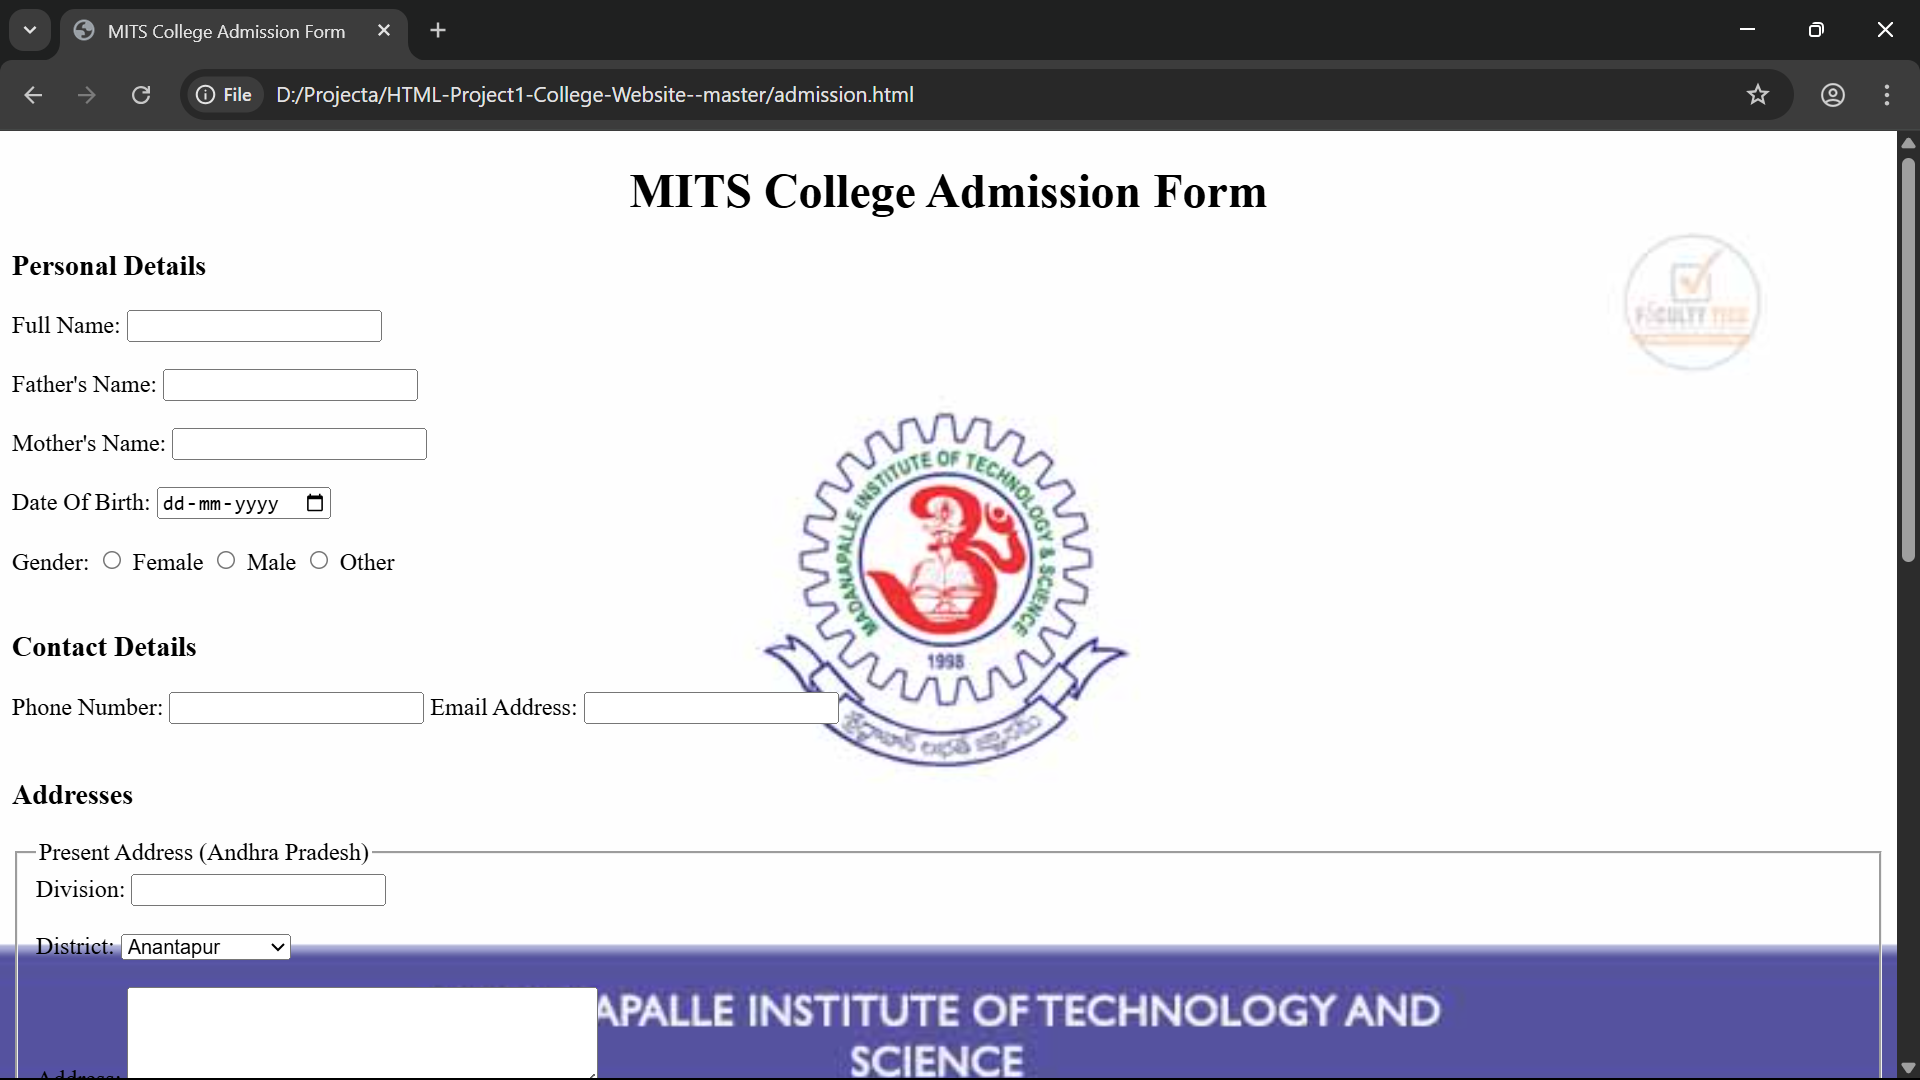 MITS College Admission Form
File D:/Projecta/HTML-Project1-College-Website--master/admission.html
MITS College Admission Form
Personal Details
Full Name:
FACULTY TICK
Father's Name:
Mother's Name:
Date Of Birth: dd-mm-yyyy
MADANAPALLE INSTITUTE OF TECHNOLOGY & SCIENCE
1998
Gender: Female Male Other
Contact Details
Phone Number: Email Address:
Addresses
Present Address (Andhra Pradesh)
Division:
District: Anantapur
APALLE INSTITUTE OF TECHNOLOGY AND
SCIENCE
Address: